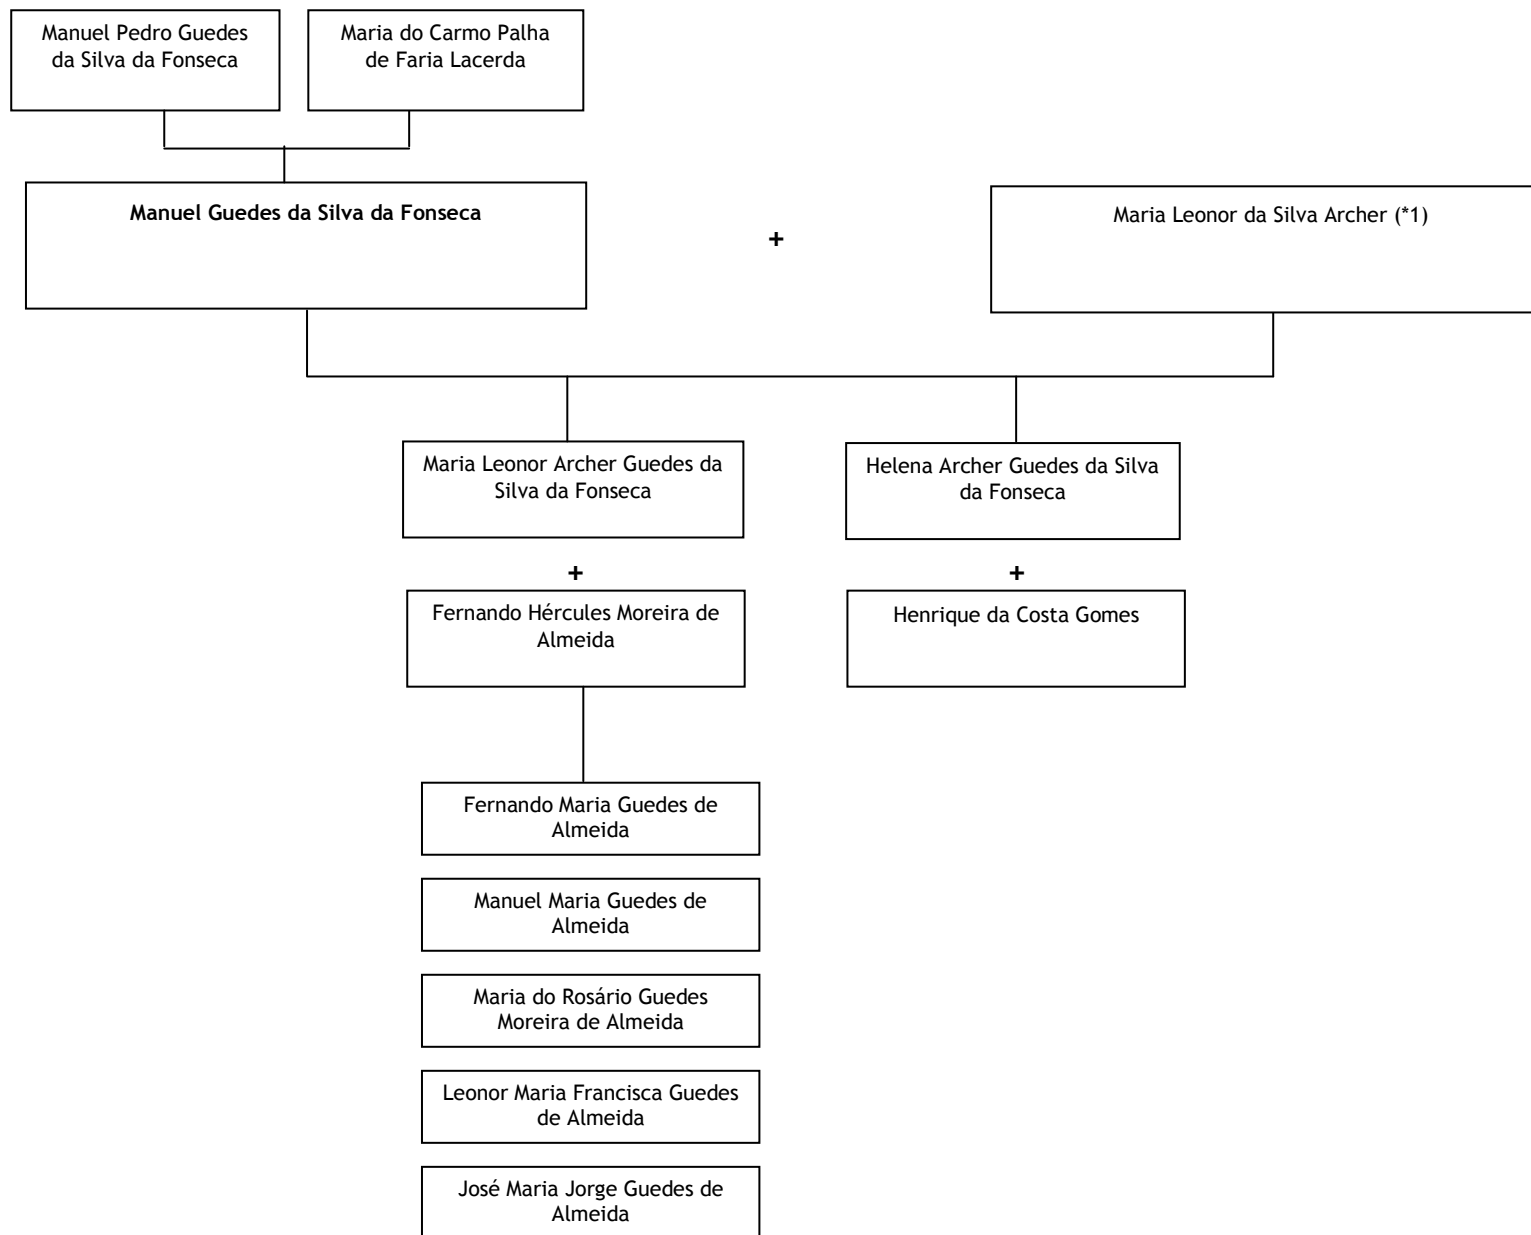 Manuel Pedro Guedes
da Silva da Fonseca
Maria do Carmo Palha
de Faria Lacerda
Manuel Guedes da Silva da Fonseca
+
Maria Leonor da Silva Archer (*1)
Maria Leonor Archer Guedes da
Silva da Fonseca
Helena Archer Guedes da Silva
da Fonseca
+
+
Fernando Hércules Moreira de
Almeida
Henrique da Costa Gomes
Fernando Maria Guedes de
Almeida
Manuel Maria Guedes de
Almeida
Maria do Rosário Guedes
Moreira de Almeida
Leonor Maria Francisca Guedes
de Almeida
José Maria Jorge Guedes de
Almeida